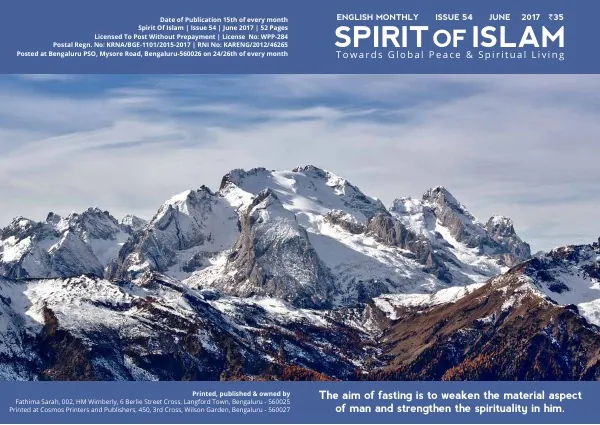 Date of Publication 15th of every month
Spirit Of Islam | Issue 54 | June 2017 | 52 Pages
Licensed To Post Without Prepayment | License No: WPP-284
Postal Regn. No: KRNA/BGE-1101/2015-2017 | RNI No: KARENG/2012/46265
Posted at Bengaluru PSO, Mysore Road, Bengaluru-560026 on 24/26th of every month
ENGLISH MONTHLY ISSUE 54 JUNE 2017 ₹35
SPIRIT OF ISLAM
Towards Global Peace & Spiritual Living
Printed, published & owned by
Fathima Sarah, 002, HM Wimberly, 6 Berlie Street Cross, Langford Town, Bengaluru - 560025
Printed at Cosmos Printers and Publishers, 450, 3rd Cross, Wilson Garden, Bengaluru - 560027
The aim of fasting is to weaken the material aspect
of man and strengthen the spirituality in him.